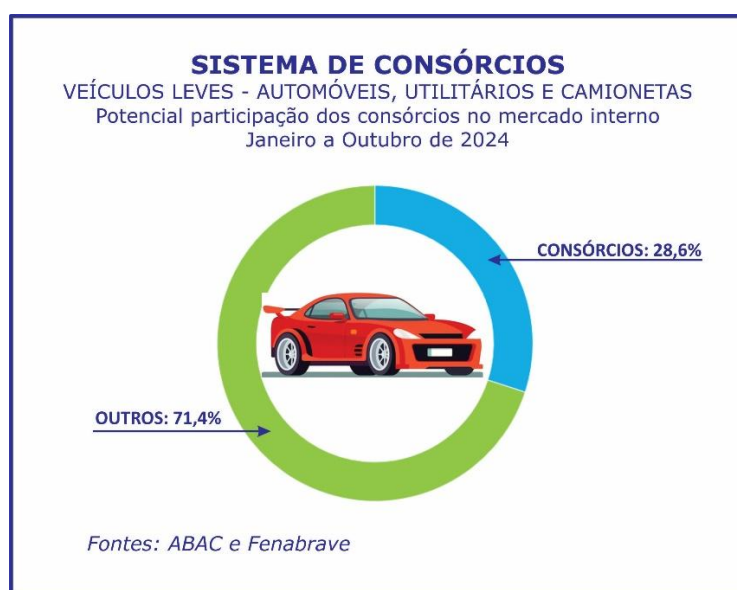 SISTEMA DE CONSÓRCIOS
VEÍCULOS LEVES - AUTOMÓVEIS, UTILITÁRIOS E CAMIONETAS
Potencial participação dos consórcios no mercado interno
Janeiro a Outubro de 2024
CONSÓRCIOS: 28,6%
OUTROS: 71,4%
Fontes: ABAC e Fenabrave